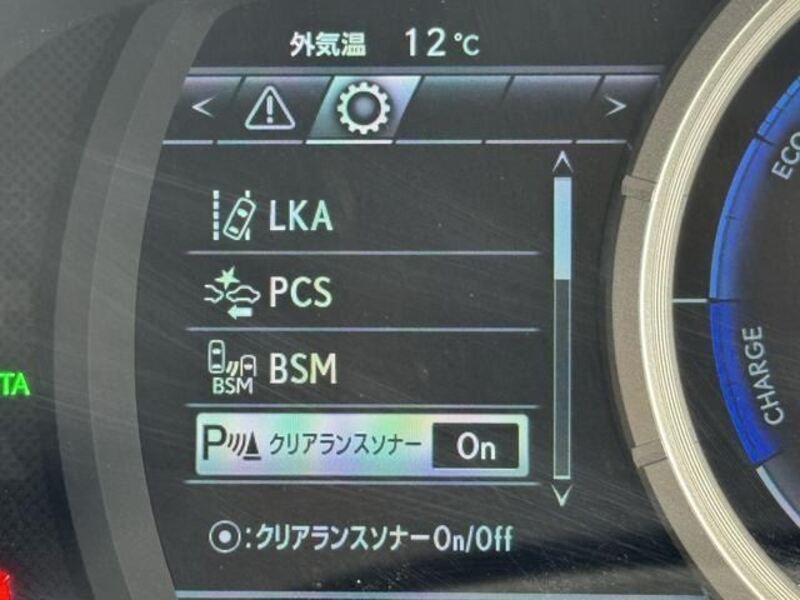 外気温 12℃
LKA
PCS
BSM BSM
P クリアランスソナー On
:クリアランスソナーOn/Off
ECO
CHARGE
TA